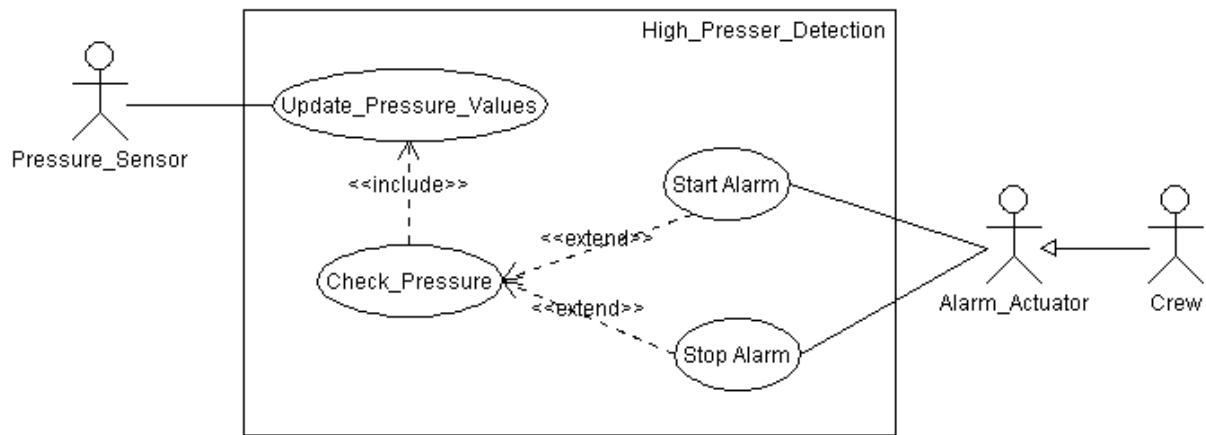 High_Presser_Detection
Update_Pressure_Values
Pressure_Sensor
<<include>>
Start Alarm
<<extend>>
Check_Pressure
<<extend>>
Alarm_Actuator
Crew
Stop Alarm